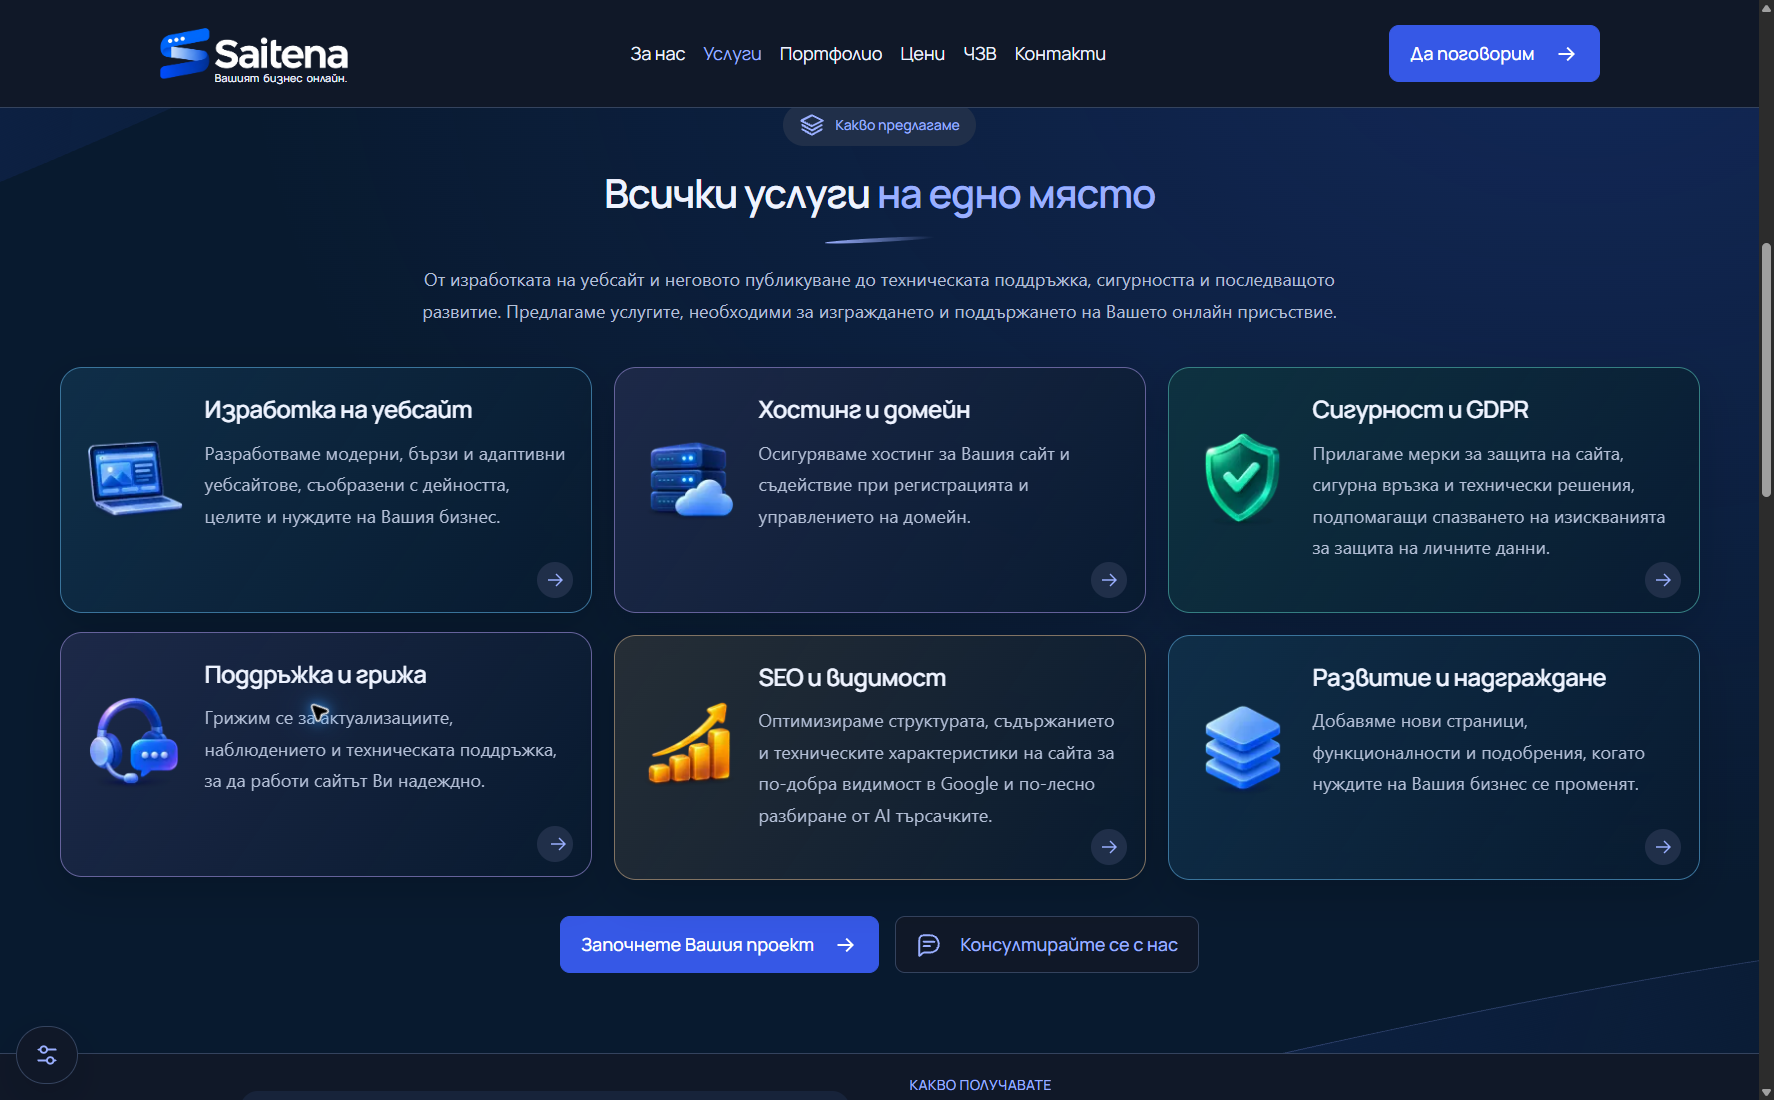 Saitena
Вашият бизнес онлайн.
За нас
Услуги
Портфолио
Цени
ЧЗВ
Контакти
Да поговорим
Какво предлагаме
Всички услуги на едно място
От изработката на уебсайт и неговото публикуване до техническата поддръжка, сигурността и последващото
развитие. Предлагаме услугите, необходими за изграждането и поддържането на Вашето онлайн присъствие.
Изработка на уебсайт
Разработваме модерни, бързи и адаптивни
уебсайтове, съобразени с дейността,
целите и нуждите на Вашия бизнес.
Хостинг и домейн
Осигуряваме хостинг за Вашия сайт и
съдействие при регистрацията и
управлението на домейн.
Сигурност и GDPR
Прилагаме мерки за защита на сайта,
сигурна връзка и технически решения,
подпомагащи спазването на изискванията
за защита на личните данни.
Поддръжка и грижа
Грижим се за актуализациите,
наблюдението и техническата поддръжка,
за да работи сайтът Ви надеждно.
SEO и видимост
Оптимизираме структурата, съдържанието
и техническите характеристики на сайта за
по-добра видимост в Google и по-лесно
разбиране от AI търсачките.
Развитие и надграждане
Добавяме нови страници,
функционалности и подобрения, когато
нуждите на Вашия бизнес се променят.
Започнете Вашия проект
Консултирайте се с нас
КАКВО ПОЛУЧАВАТЕ